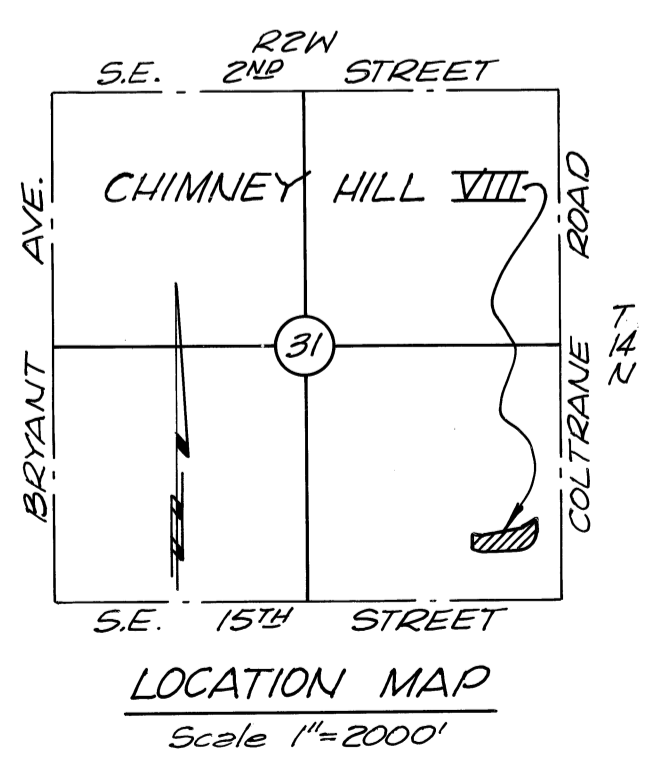 R2W
S.E. 2ND STREET
CHIMNEY HILL VIII
BRYANT AVE.
COLTRANE ROAD
31
T
14
N
S.E. 15TH STREET
LOCATION MAP
Scale 1"=2000'